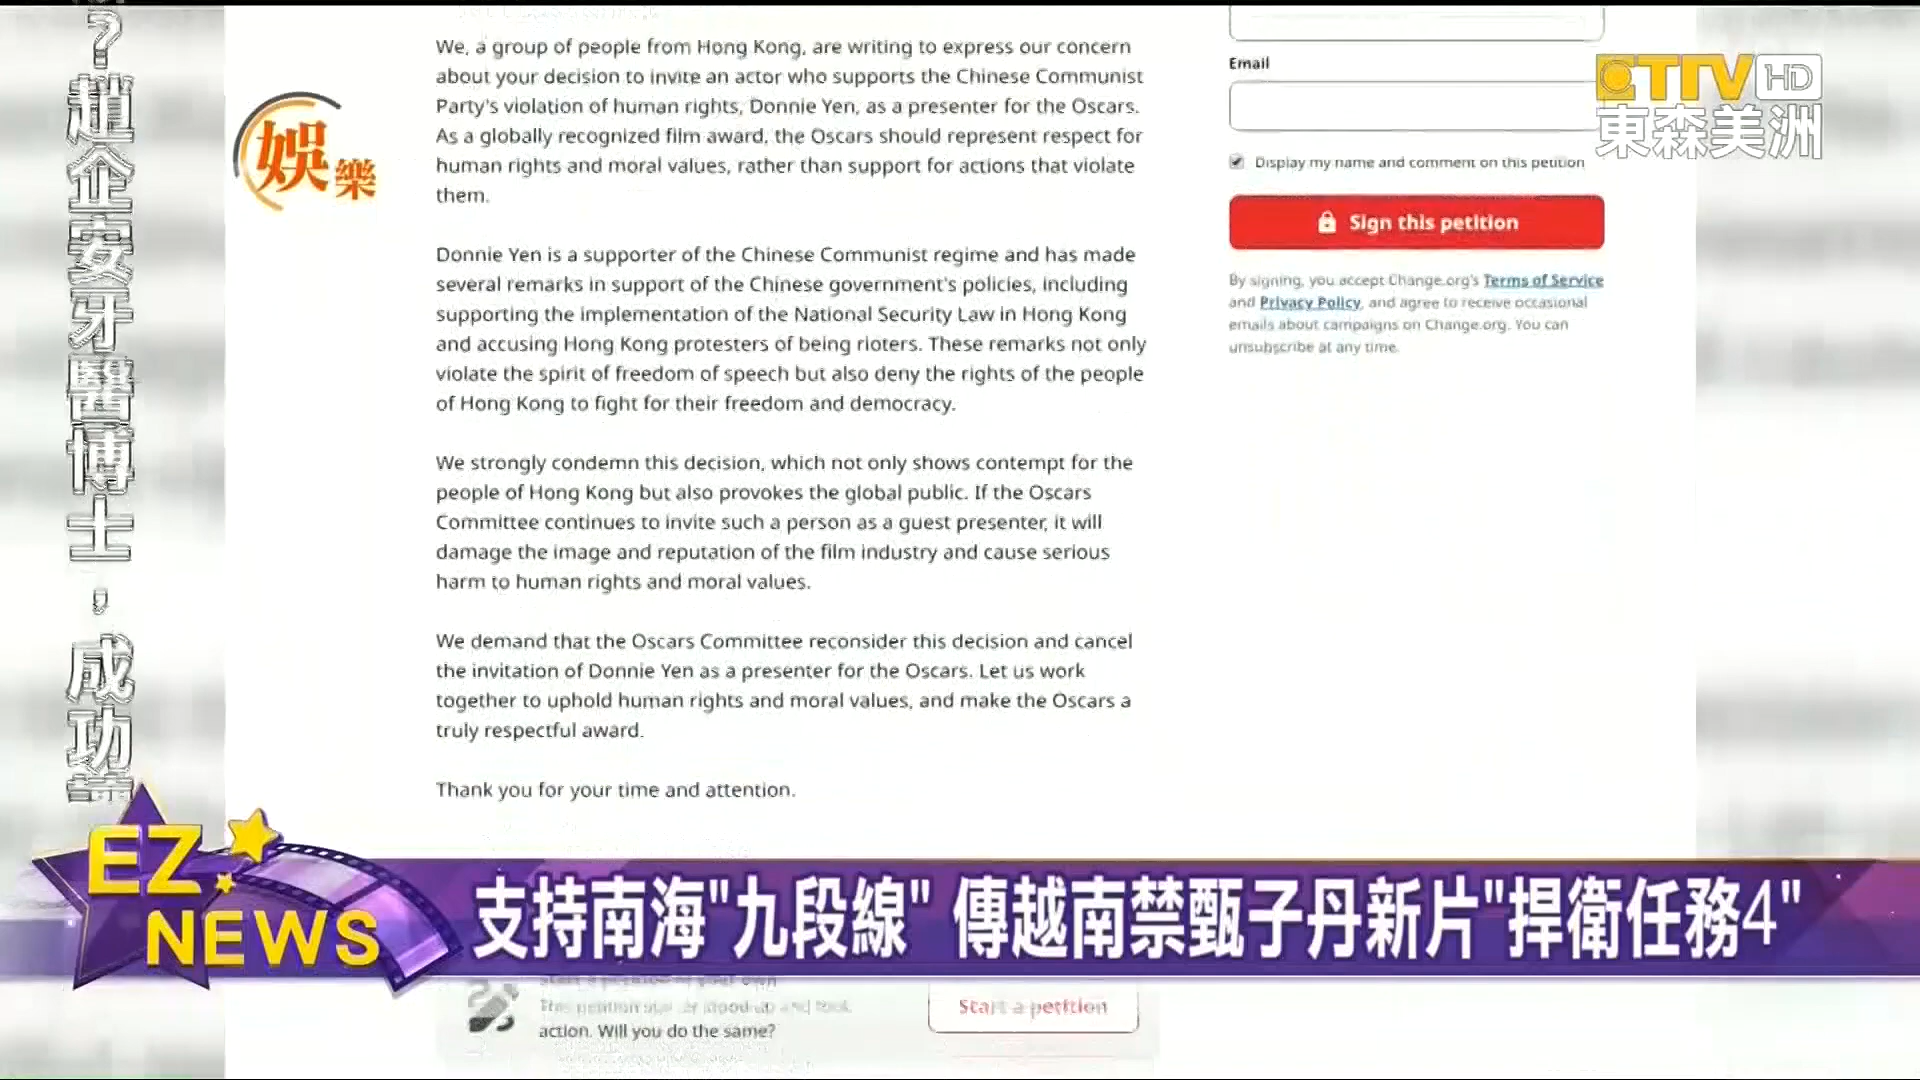 ?趙企安牙醫博士,成功
娛樂
We, a group of people from Hong Kong, are writing to express our concern
about your decision to invite an actor who supports the Chinese Communist
Party's violation of human rights, Donnie Yen, as a presenter for the Oscars.
As a globally recognized film award, the Oscars should represent respect for
human rights and moral values, rather than support for actions that violate
them.
Donnie Yen is a supporter of the Chinese Communist regime and has made
several remarks in support of the Chinese government's policies, including
supporting the implementation of the National Security Law in Hong Kong
and accusing Hong Kong protesters of being rioters. These remarks not only
violate the spirit of freedom of speech but also deny the rights of the people
of Hong Kong to fight for their freedom and democracy.
We strongly condemn this decision, which not only shows contempt for the
people of Hong Kong but also provokes the global public. If the Oscars
Committee continues to invite such a person as a guest presenter, it will
damage the image and reputation of the film industry and cause serious
harm to human rights and moral values.
We demand that the Oscars Committee reconsider this decision and cancel
the invitation of Donnie Yen as a presenter for the Oscars. Let us work
together to uphold human rights and moral values, and make the Oscars a
truly respectful award.
Thank you for your time and attention.
Email
ETTV HD
東森美洲
Display my name and comment on this petition
Sign this petition
By signing, you accept Change.org's Terms of Service
and Privacy Policy, and agree to receive occasional
emails about campaigns on Change.org. You can
unsubscribe at any time.
EZ
NEWS
支持南海"九段線" 傳越南禁甄子丹新片"捍衛任務4"
action. Will you do the same?
Start a petition